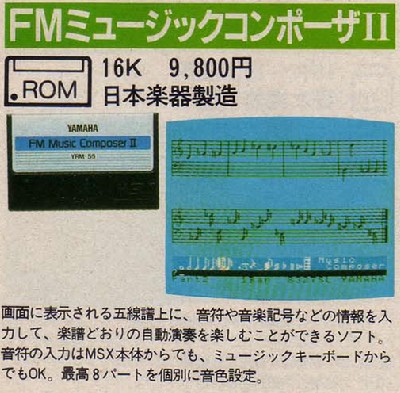 FMミュージックコンポーザII
ROM
16K 9,800円
日本楽器製造
YAMAHA
FM Music Composer II
YRM 55
Music
Composer
YAMAHA
画面に表示される五線譜上に、音符や音楽記号などの情報を入
力して、楽譜どおりの自動演奏を楽しむことができるソフト。
音符の入力はMSX本体からでも、ミュージックキーボードから
でもOK。最高8パートを個別に音色設定。